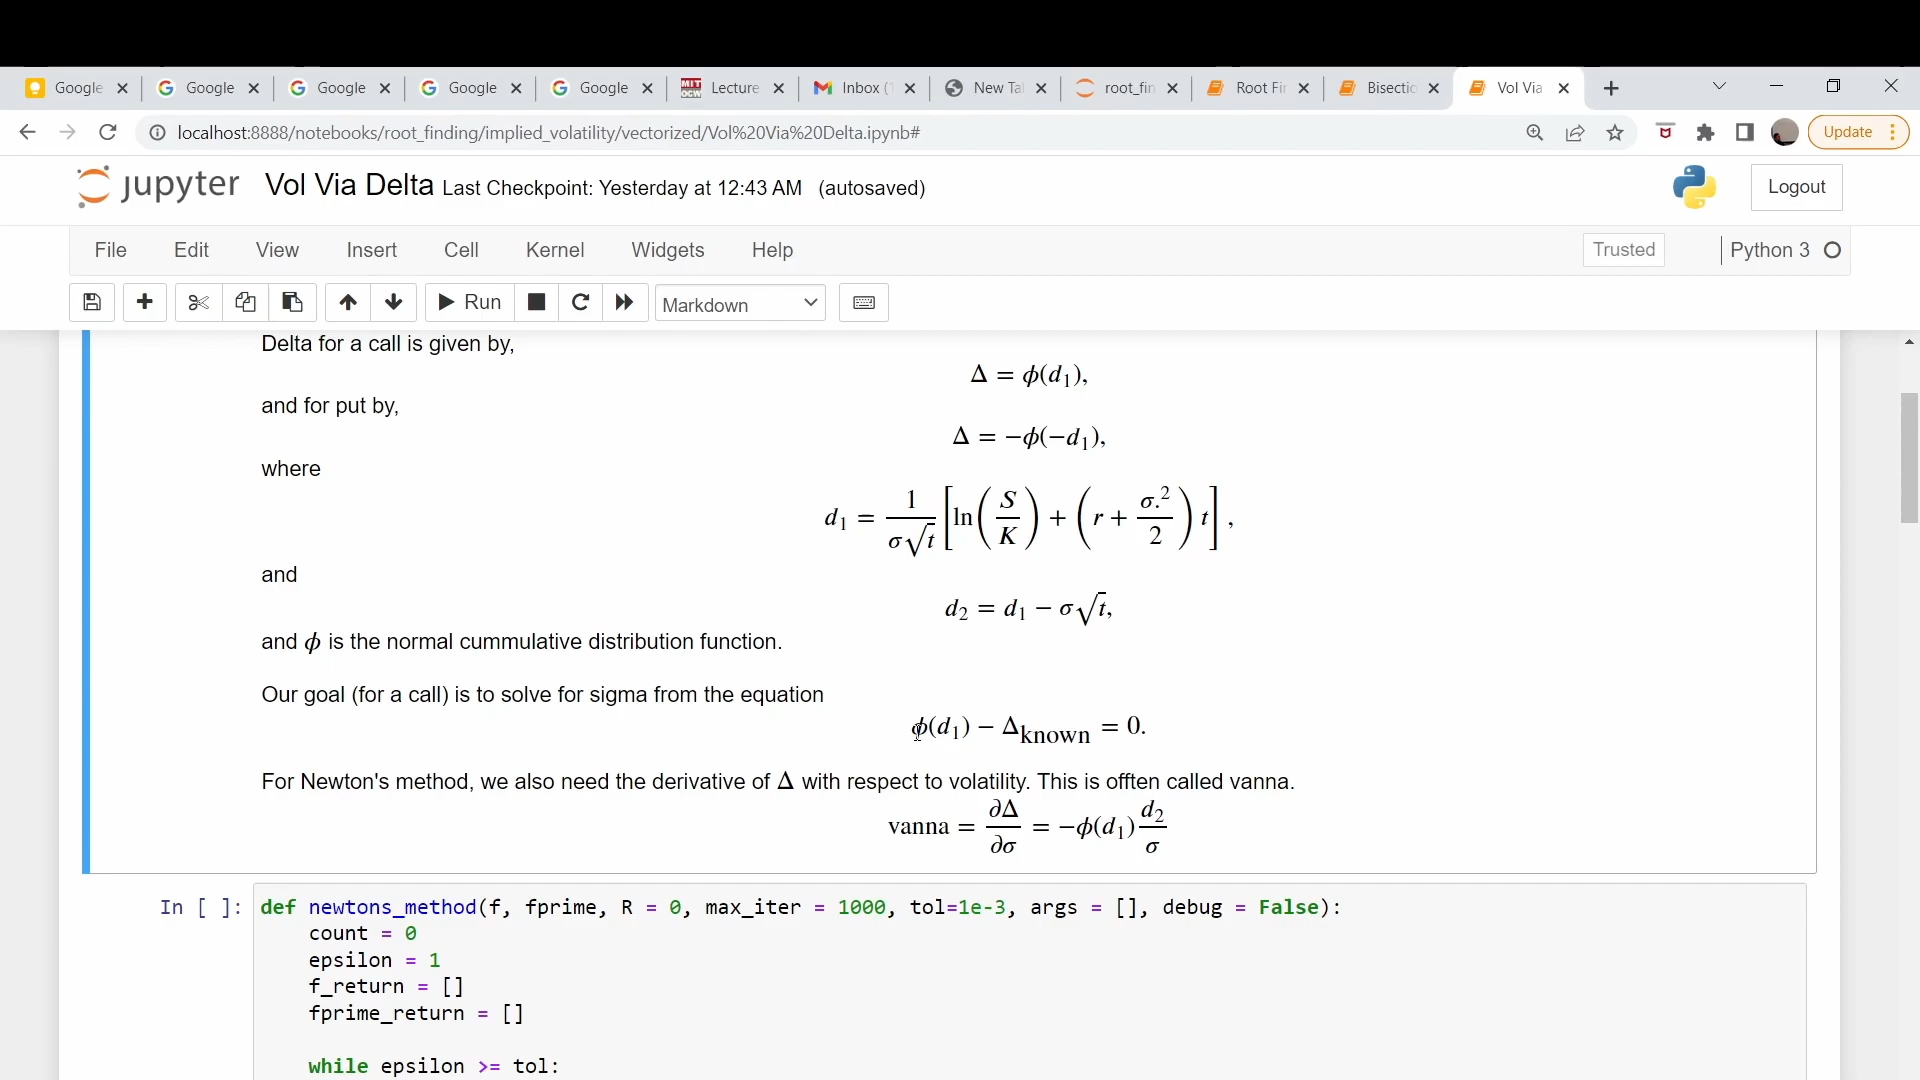 Google Google Google Google Google Lecture Inbox (1 New Ta root_fin Root Fin Bisectio Vol Via
localhost:8888/notebooks/root_finding/implied_volatility/vectorized/Vol%20Via%20Delta.ipynb# Update
jupyter Vol Via Delta Last Checkpoint: Yesterday at 12:43 AM (autosaved) Logout
File Edit View Insert Cell Kernel Widgets Help Trusted Python 3
Run Markdown
Delta for a call is given by,
Δ = ϕ(d₁),
and for put by,
Δ = −ϕ(−d₁),
where
d₁ = 1/(σ√t) [ln(S/K) + (r + σ.²/2) t],
and
d₂ = d₁ − σ√t,
and ϕ is the normal cummulative distribution function.
Our goal (for a call) is to solve for sigma from the equation
ϕ(d₁) − Δknown = 0.
For Newton's method, we also need the derivative of Δ with respect to volatility. This is offten called vanna.
vanna = ∂Δ/∂σ = −ϕ(d₁) d₂/σ
In [ ]: def newtons_method(f, fprime, R = 0, max_iter = 1000, tol=1e-3, args = [], debug = False):
count = 0
epsilon = 1
f_return = []
fprime_return = []
while epsilon >= tol: